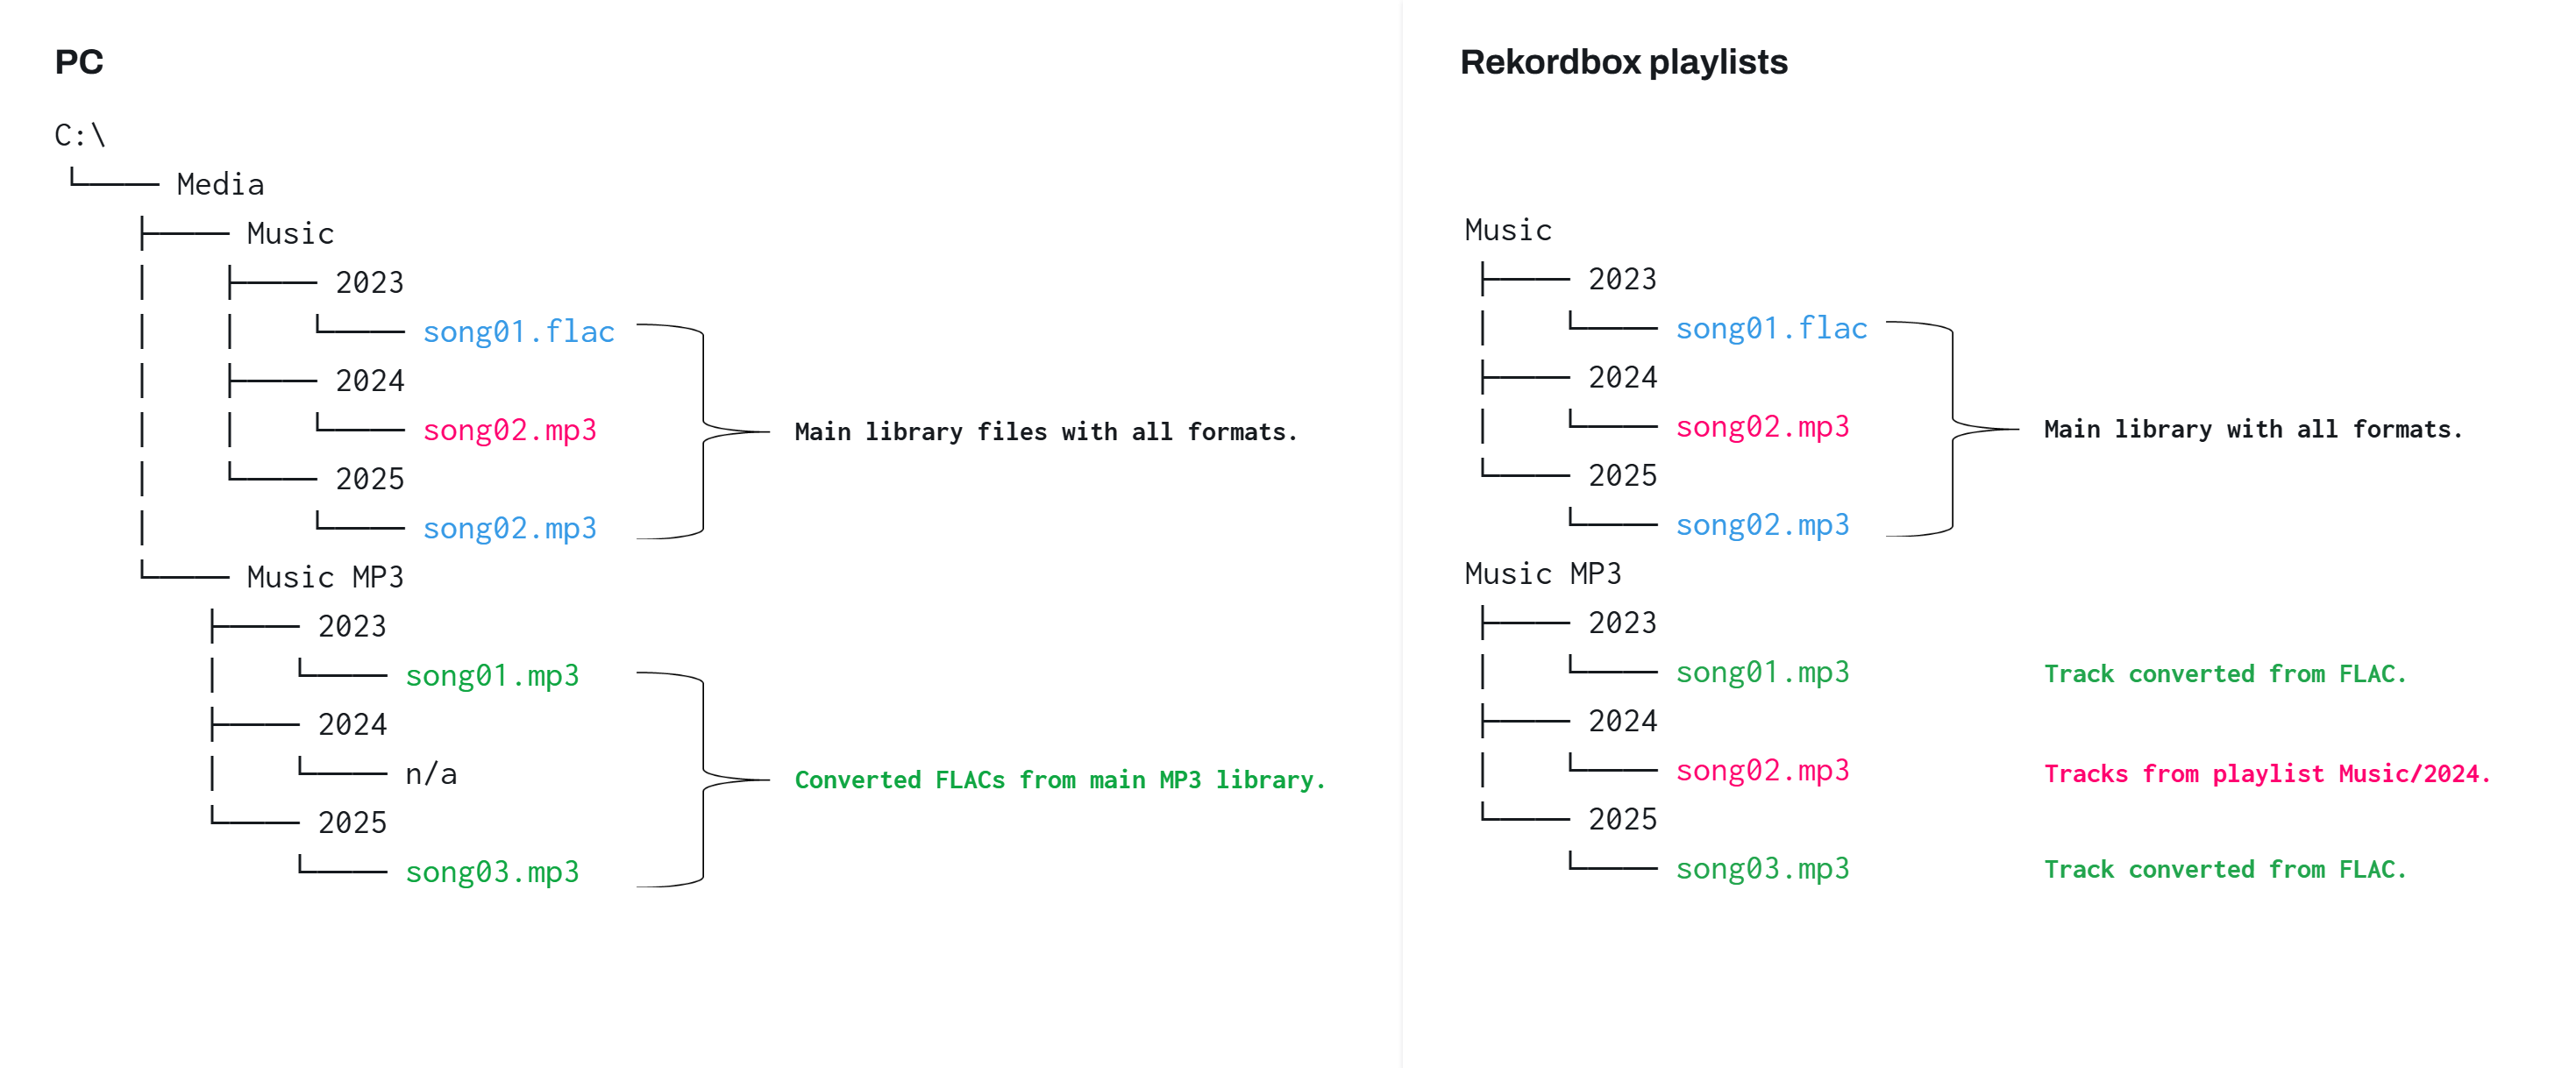 PC
C:\
└──── Media
├──── Music
│ ├──── 2023
│ │ └──── song01.flac
│ ├──── 2024
│ │ └──── song02.mp3
Main library files with all formats.
│ └──── 2025
│ └──── song02.mp3
└──── Music MP3
├──── 2023
│ └──── song01.mp3
├──── 2024
│ └──── n/a
Converted FLACs from main MP3 library.
└──── 2025
└──── song03.mp3
Rekordbox playlists
Music
├──── 2023
│ └──── song01.flac
├──── 2024
│ └──── song02.mp3
Main library with all formats.
└──── 2025
└──── song02.mp3
Music MP3
├──── 2023
│ └──── song01.mp3 Track converted from FLAC.
├──── 2024
│ └──── song02.mp3 Tracks from playlist Music/2024.
└──── 2025
└──── song03.mp3 Track converted from FLAC.